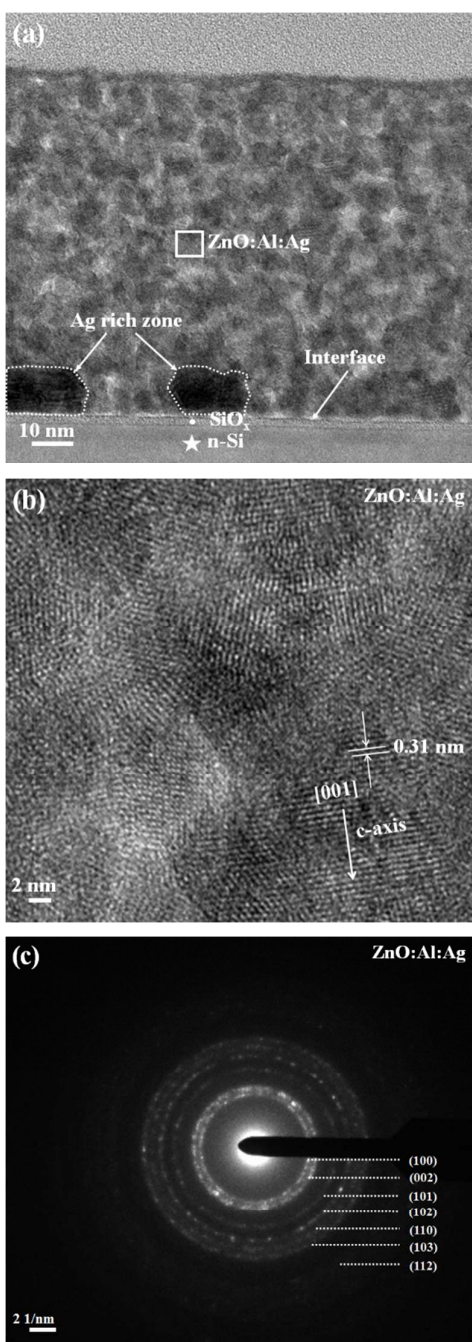 (a)
ZnO:Al:Ag
Ag rich zone
Interface
10 nm
SiOx
n-Si
(b)
ZnO:Al:Ag
0.31 nm
[001]
c-axis
2 nm
(c)
ZnO:Al:Ag
(100)
(002)
(101)
(102)
(110)
(103)
(112)
2 1/nm